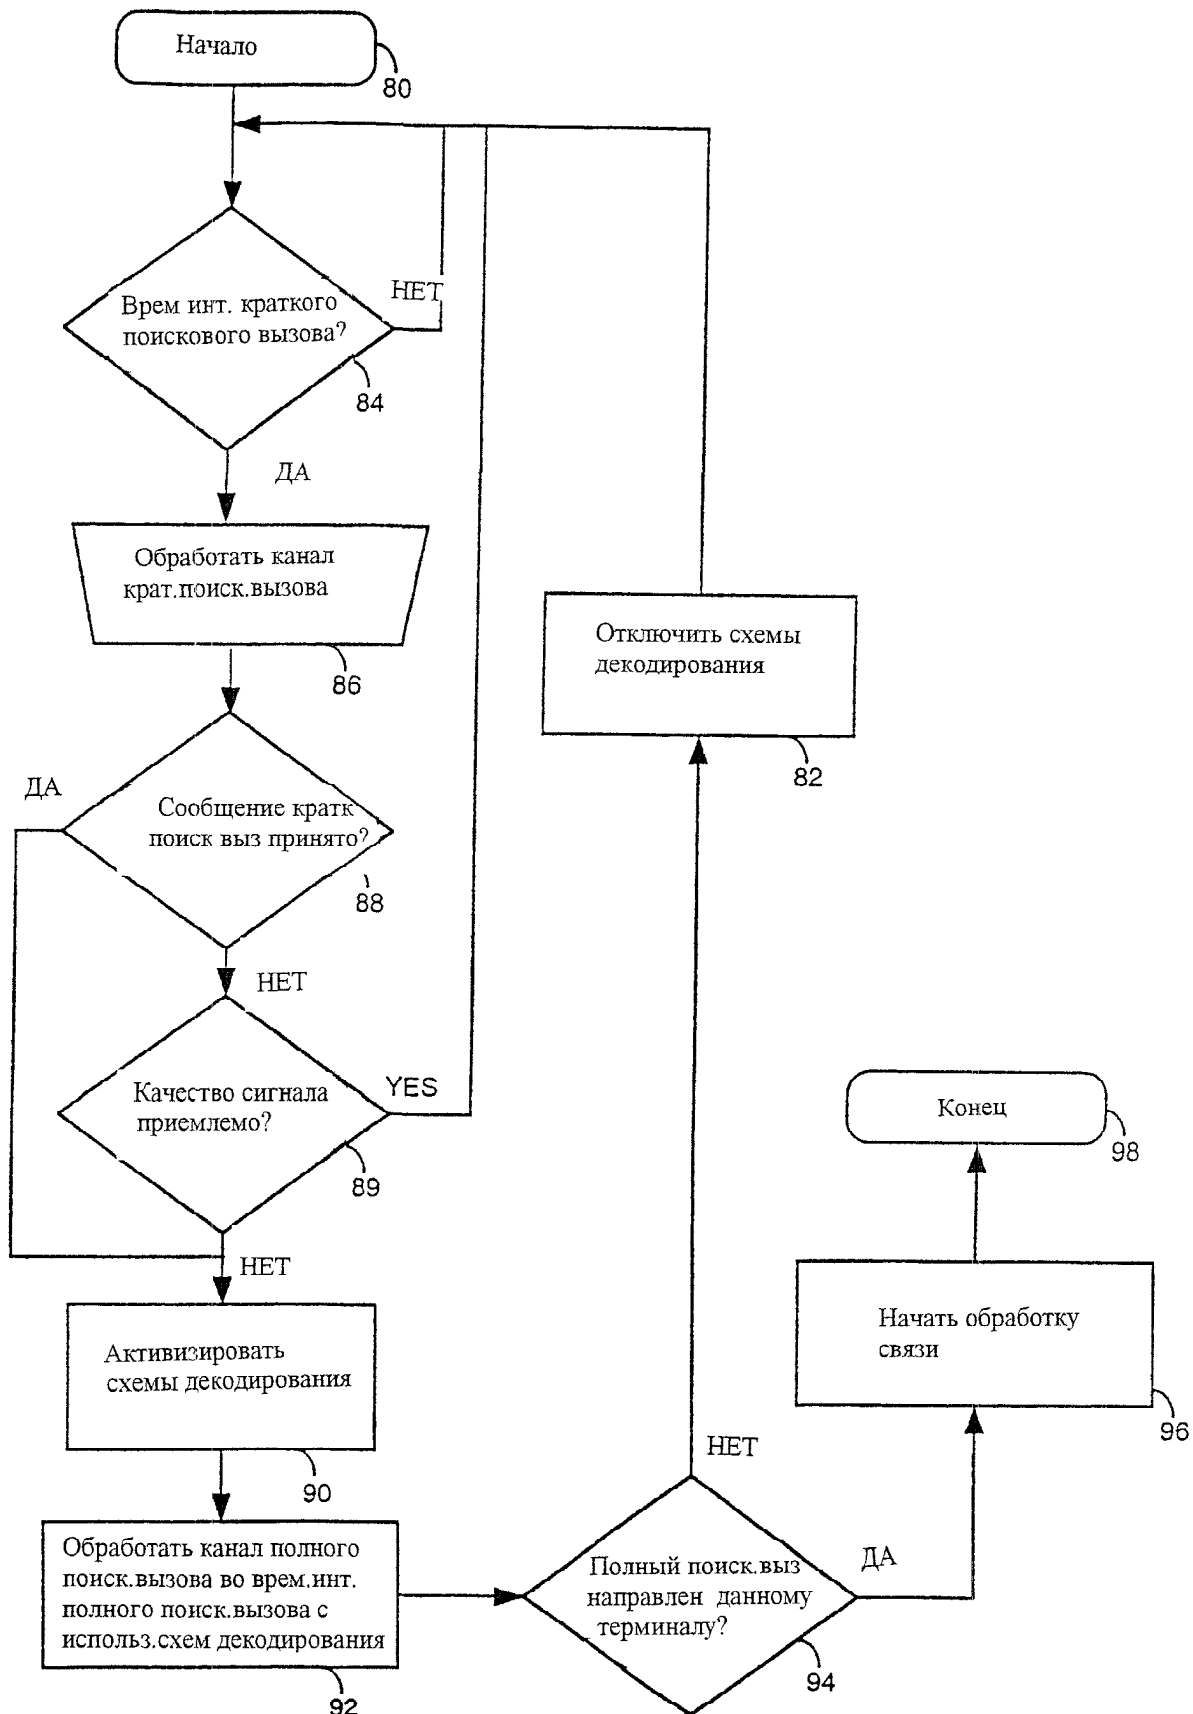 Начало
80
Врем инт. краткого
поискового вызова?
НЕТ
84
ДА
Обработать канал
крат.поиск.вызова
86
Отключить схемы
декодирования
82
ДА
Сообщение кратк
поиск выз принято?
88
НЕТ
Качество сигнала
приемлемо?
YES
89
Конец
98
НЕТ
Активизировать
схемы декодирования
90
Начать обработку
связи
96
НЕТ
Обработать канал полного
поиск.вызова во врем.инт.
полного поиск.вызова с
использ.схем декодирования
92
Полный поиск.выз
направлен данному
терминалу?
ДА
94